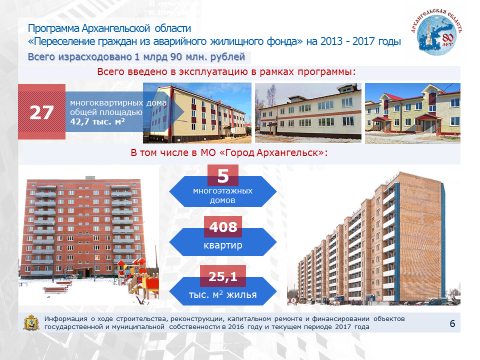 Программа Архангельской области
«Переселение граждан из аварийного жилищного фонда» на 2013 - 2017 годы
Всего израсходовано 1 млрд 90 млн. рублей
АРХАНГЕЛЬСКАЯ ОБЛАСТЬ
80
ЛЕТ
Всего введено в эксплуатацию в рамках программы:
27
многоквартирных дома
общей площадью
42,7 тыс. м²
В том числе в МО «Город Архангельск»:
5
многоэтажных
домов
408
квартир
25,1
тыс. м² жилья
Информация о ходе строительства, реконструкции, капитальном ремонте и финансировании объектов
государственной и муниципальной собственности в 2016 году и текущем периоде 2017 года
6